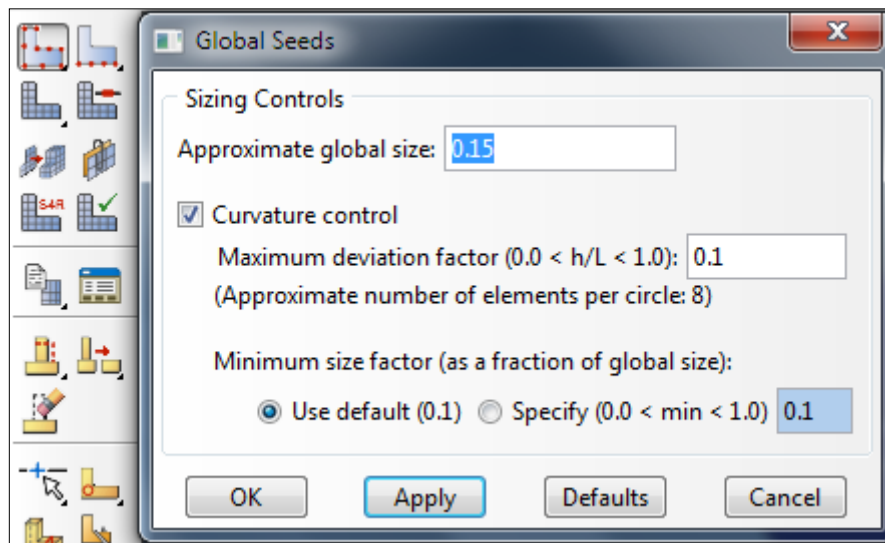 Global Seeds
Sizing Controls
Approximate global size: 0.15
Curvature control
Maximum deviation factor (0.0 < h/L < 1.0): 0.1
(Approximate number of elements per circle: 8)
Minimum size factor (as a fraction of global size):
Use default (0.1) Specify (0.0 < min < 1.0) 0.1
OK Apply Defaults Cancel
S4R